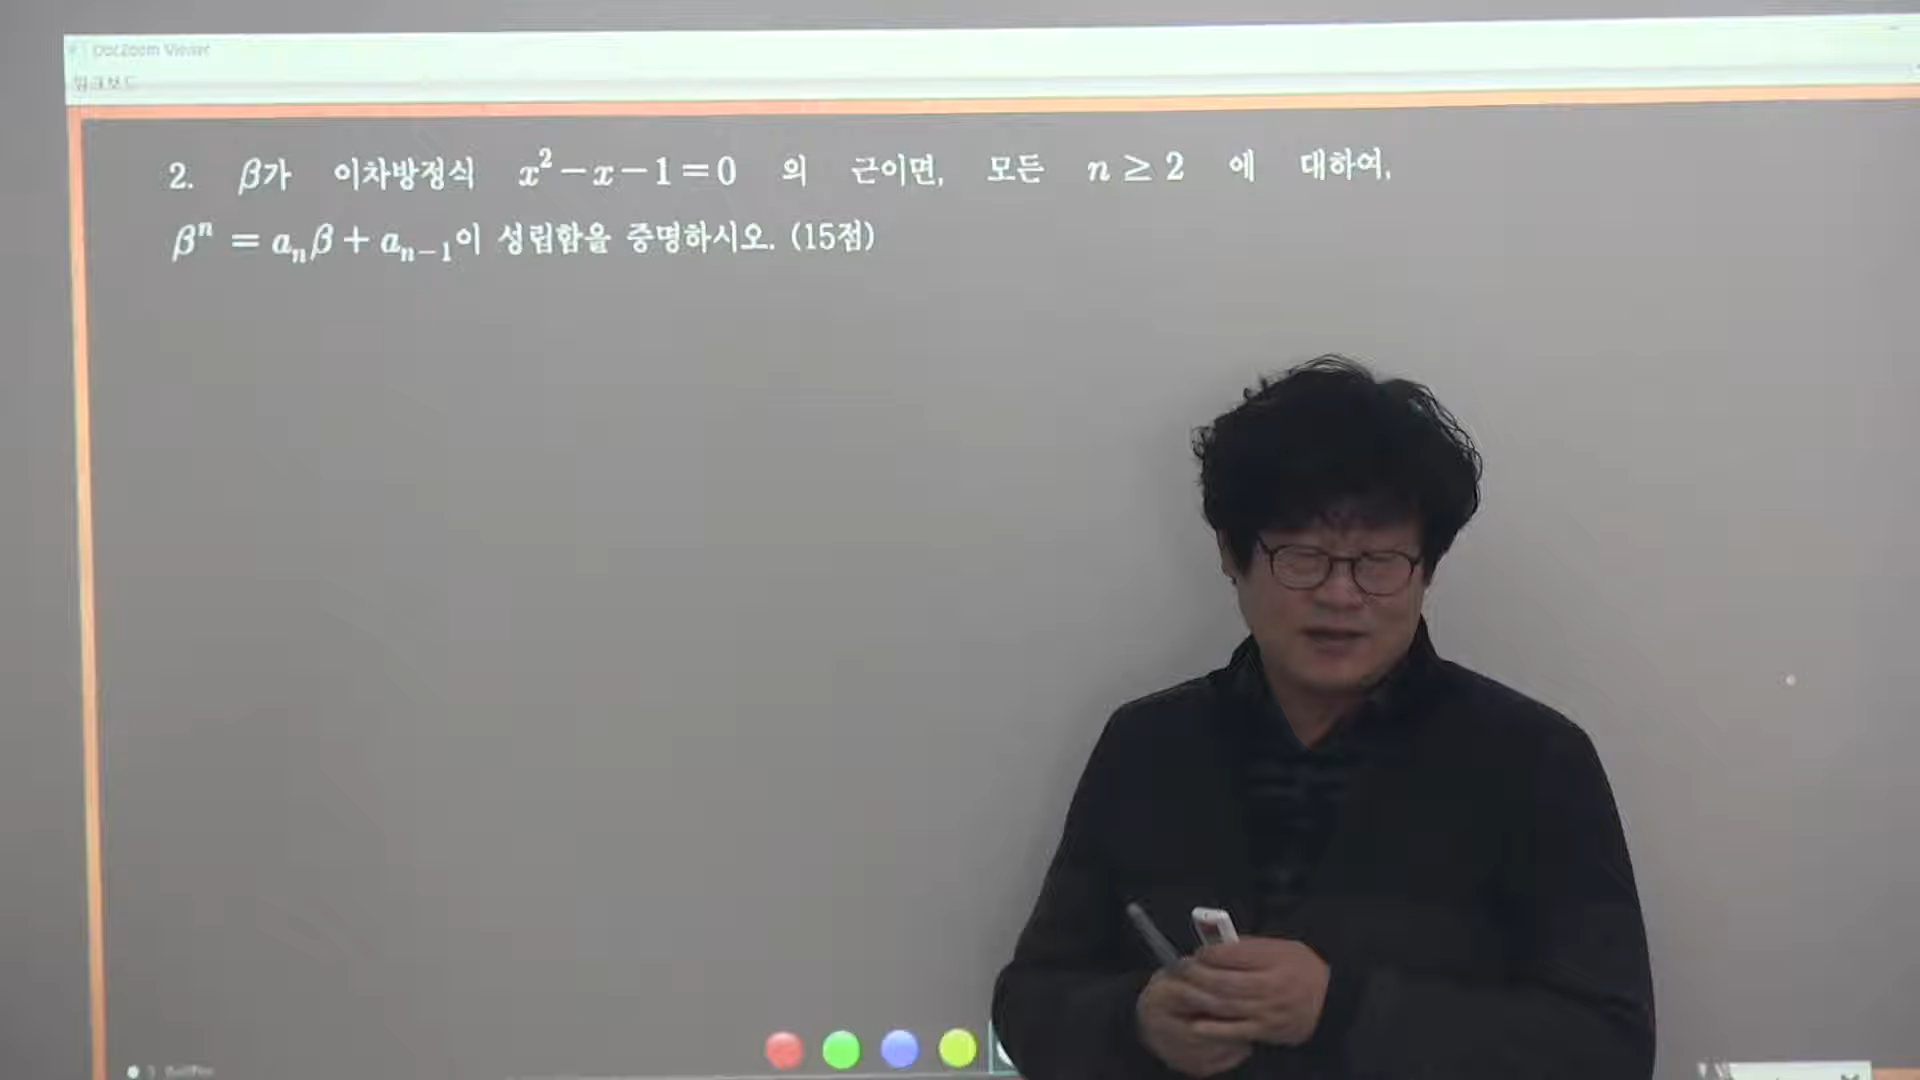 DocZoom Viewer
2. β가 이차방정식 x² − x − 1 = 0 의 근이면, 모든 n ≥ 2 에 대하여,
βⁿ = aₙβ + aₙ₋₁이 성립함을 증명하시오. (15점)